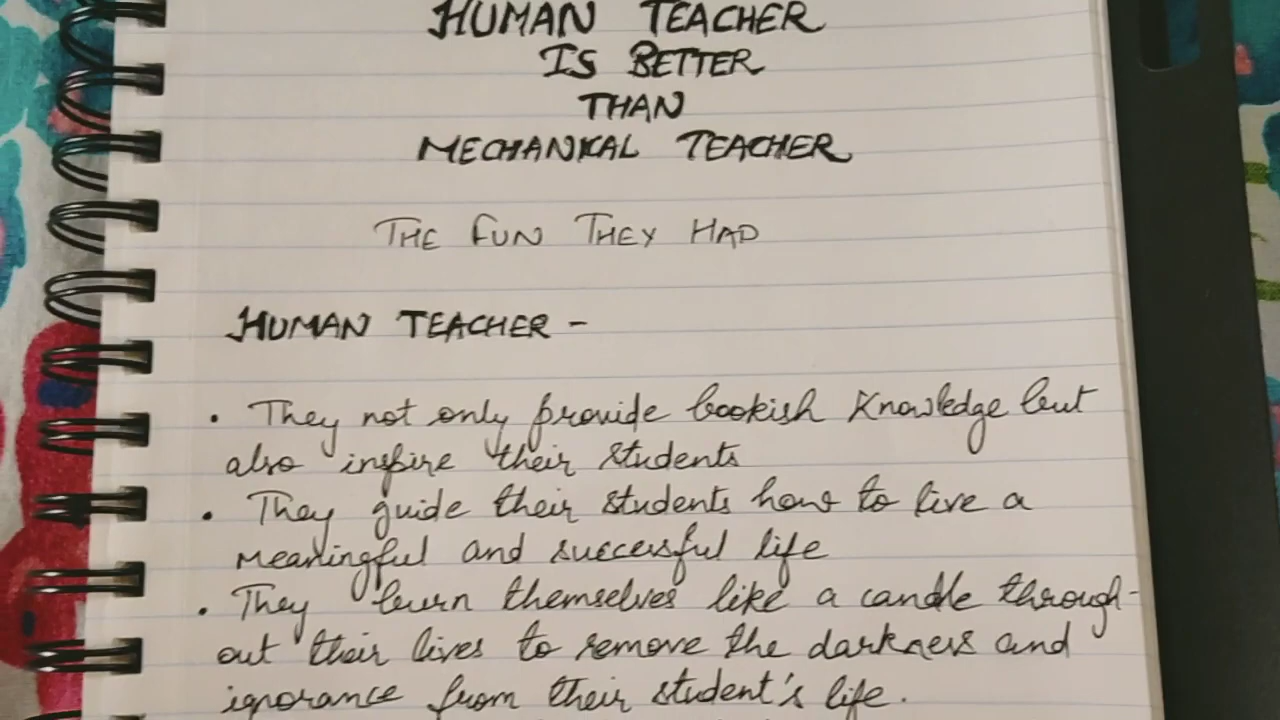 HUMAN TEACHER
IS BETTER
THAN
MECHANICAL TEACHER
THE FUN THEY HAD
HUMAN TEACHER -
• They not only provide bookish Knowledge but
also inspire their students
• They guide their students how to live a
meaningful and successful life
• They burn themselves like a candle through-
out their lives to remove the darkness and
ignorance from their student's life.